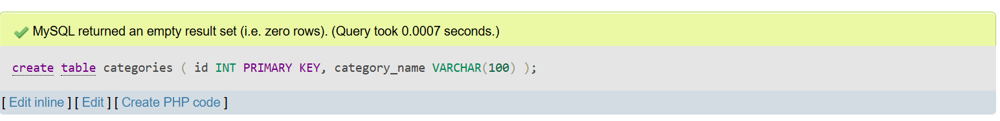 MySQL returned an empty result set (i.e. zero rows). (Query took 0.0007 seconds.)
create table categories ( id INT PRIMARY KEY, category_name VARCHAR(100) );
[ Edit inline ] [ Edit ] [ Create PHP code ]